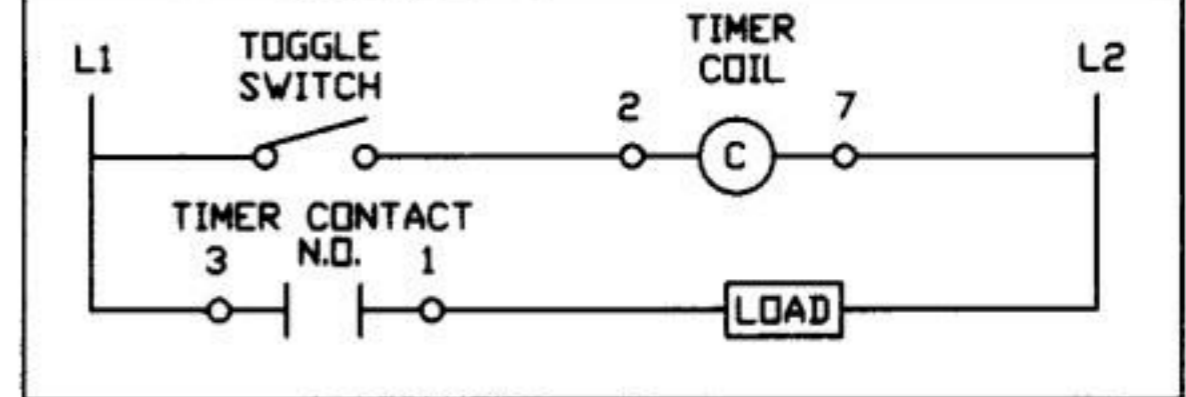 L1
TOGGLE
SWITCH
TIMER
COIL
L2
2
C
7
TIMER CONTACT
3
N.O.
1
LOAD